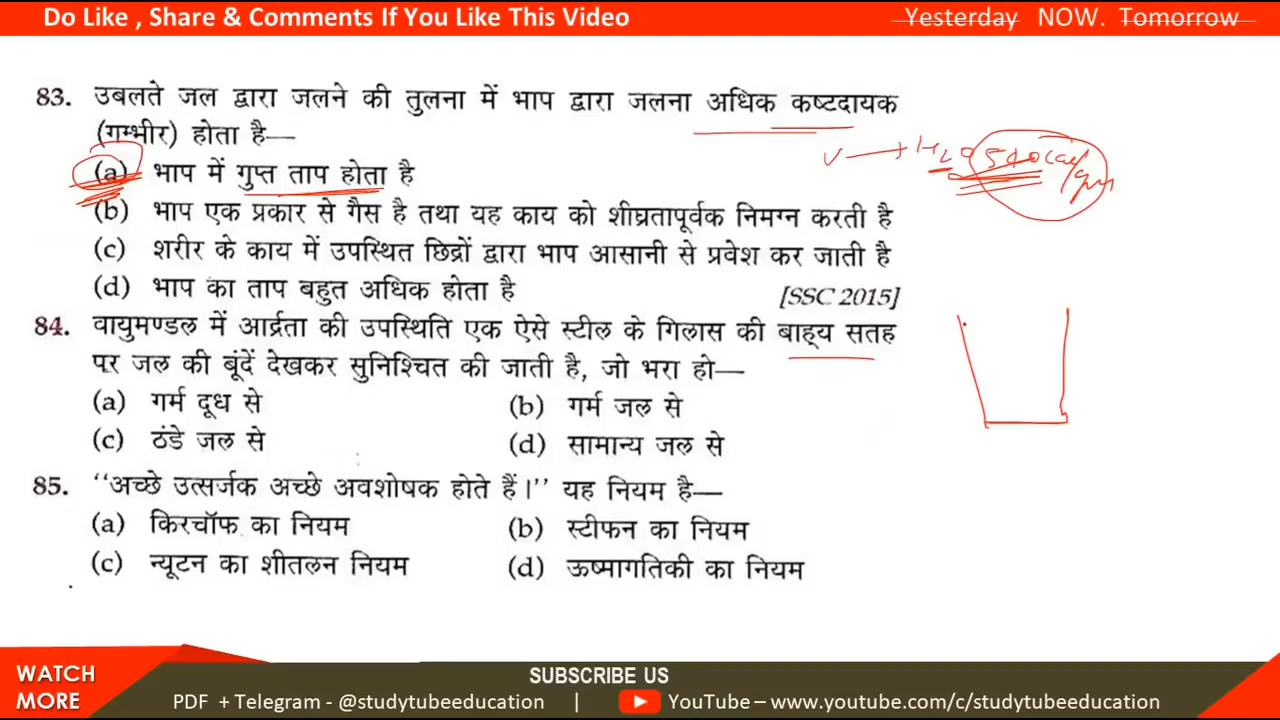 Do Like , Share & Comments If You Like This Video
Yesterday NOW. Tomorrow
83. उबलते जल द्वारा जलने की तुलना में भाप द्वारा जलना अधिक कष्टदायक
(गम्भीर) होता है—
(a) भाप में गुप्त ताप होता है
V → H2O 540 cal/gm
(b) भाप एक प्रकार से गैस है तथा यह काय को शीघ्रतापूर्वक निमग्न करती है
(c) शरीर के काय में उपस्थित छिद्रों द्वारा भाप आसानी से प्रवेश कर जाती है
(d) भाप का ताप बहुत अधिक होता है [SSC 2015]
84. वायुमण्डल में आर्द्रता की उपस्थिति एक ऐसे स्टील के गिलास की बाह्य सतह
पर जल की बूंदें देखकर सुनिश्चित की जाती है, जो भरा हो—
(a) गर्म दूध से (b) गर्म जल से
(c) ठंडे जल से (d) सामान्य जल से
85. ‘‘अच्छे उत्सर्जक अच्छे अवशोषक होते हैं।’’ यह नियम है—
(a) किरचॉफ का नियम (b) स्टीफन का नियम
(c) न्यूटन का शीतलन नियम (d) ऊष्मागतिकी का नियम
WATCH
MORE
SUBSCRIBE US
PDF + Telegram - @studytubeeducation | YouTube – www.youtube.com/c/studytubeeducation